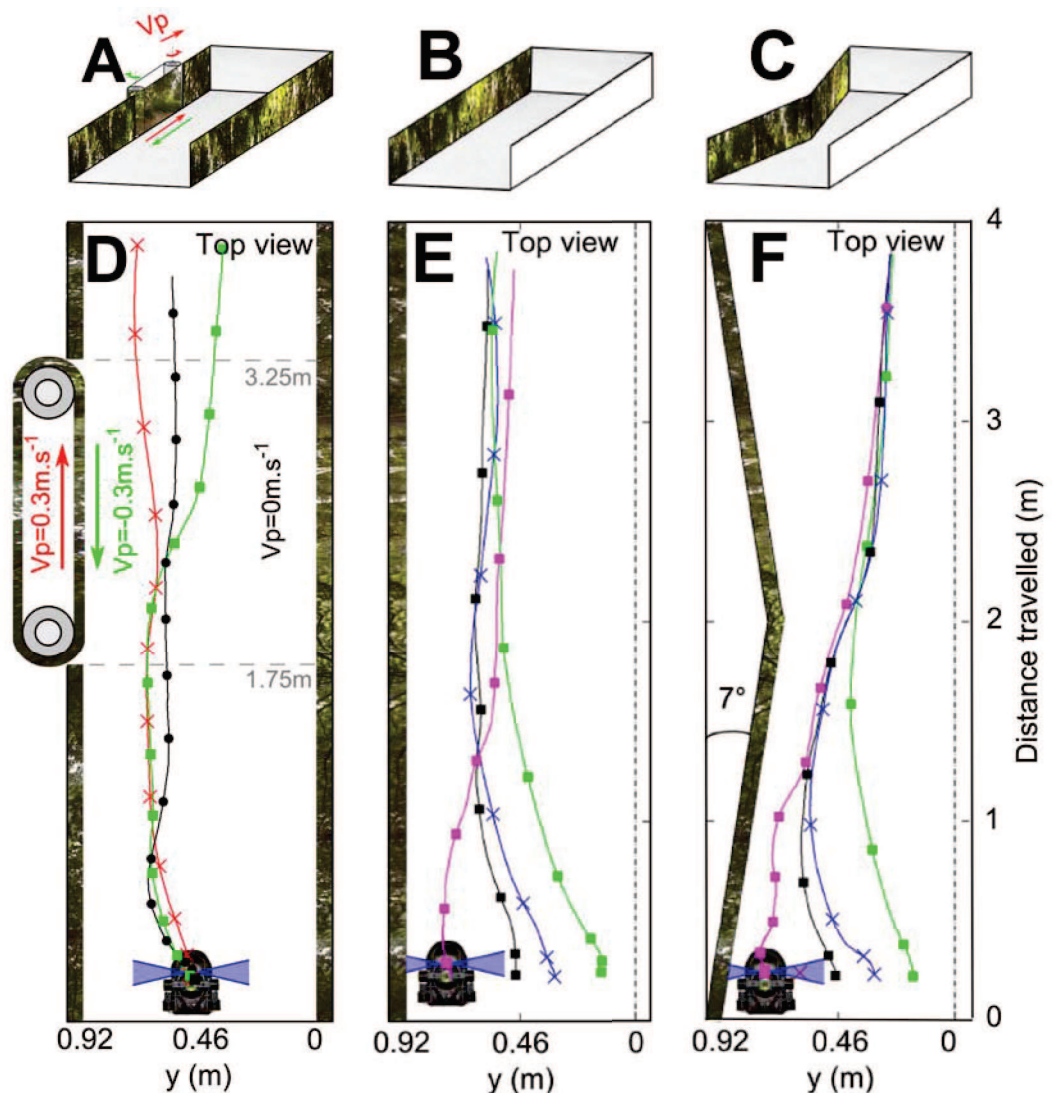 A
Vp
B
C
D
Top view
3.25m
Vp=0.3m.s⁻¹
Vp=-0.3m.s⁻¹
Vp=0m.s⁻¹
1.75m
0.92 0.46 0
y (m)
E
Top view
0.92 0.46 0
y (m)
F
Top view
7°
0.92 0.46 0
y (m)
4
3
2
1
0
Distance travelled (m)